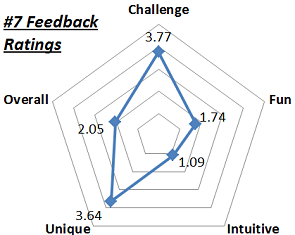 #7 Feedback
Ratings
Challenge
3.77
Overall
Fun
1.74
2.05
1.09
3.64
Unique
Intuitive